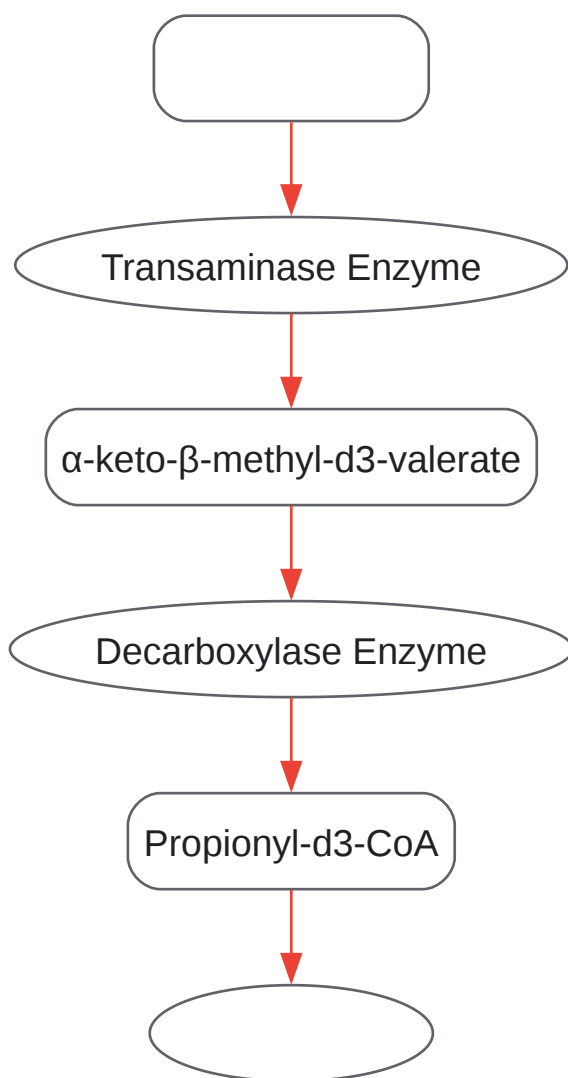 Transaminase Enzyme
α-keto-β-methyl-d3-valerate
Decarboxylase Enzyme
Propionyl-d3-CoA